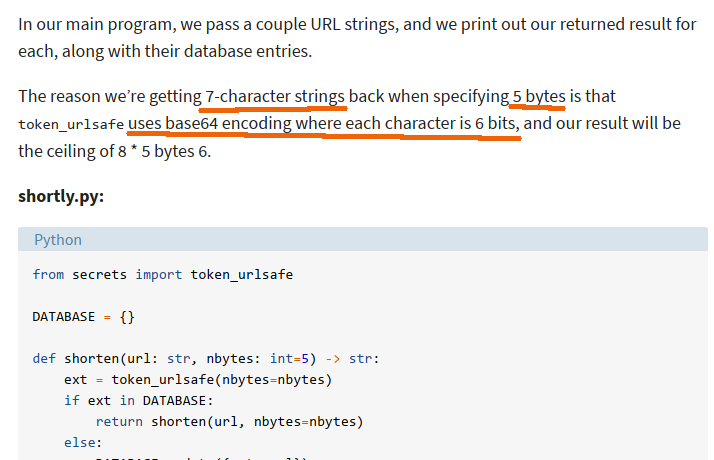 In our main program, we pass a couple URL strings, and we print out our returned result for
each, along with their database entries.
The reason we're getting 7-character strings back when specifying 5 bytes is that
token_urlsafe uses base64 encoding where each character is 6 bits, and our result will be
the ceiling of 8 * 5 bytes 6.
shortly.py:
Python
from secrets import token_urlsafe
DATABASE = {}
def shorten(url: str, nbytes: int=5) -> str:
    ext = token_urlsafe(nbytes=nbytes)
    if ext in DATABASE:
        return shorten(url, nbytes=nbytes)
    else: